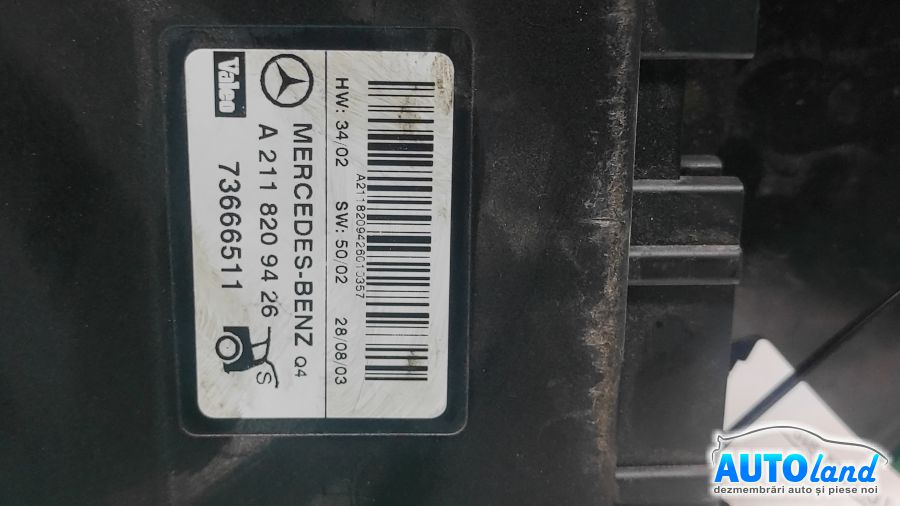 Valeo
MERCEDES-BENZ Q4
A 211 820 94 26
73666511
S
HW: 34/02 SW: 50/02 28/08/03
A2118209426010357
AUTOland
dezmembrări auto și piese noi